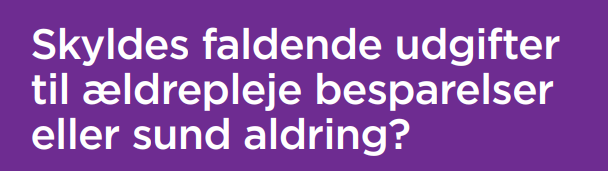 Skyldes faldende udgifter
til ældrepleje besparelser
eller sund aldring?